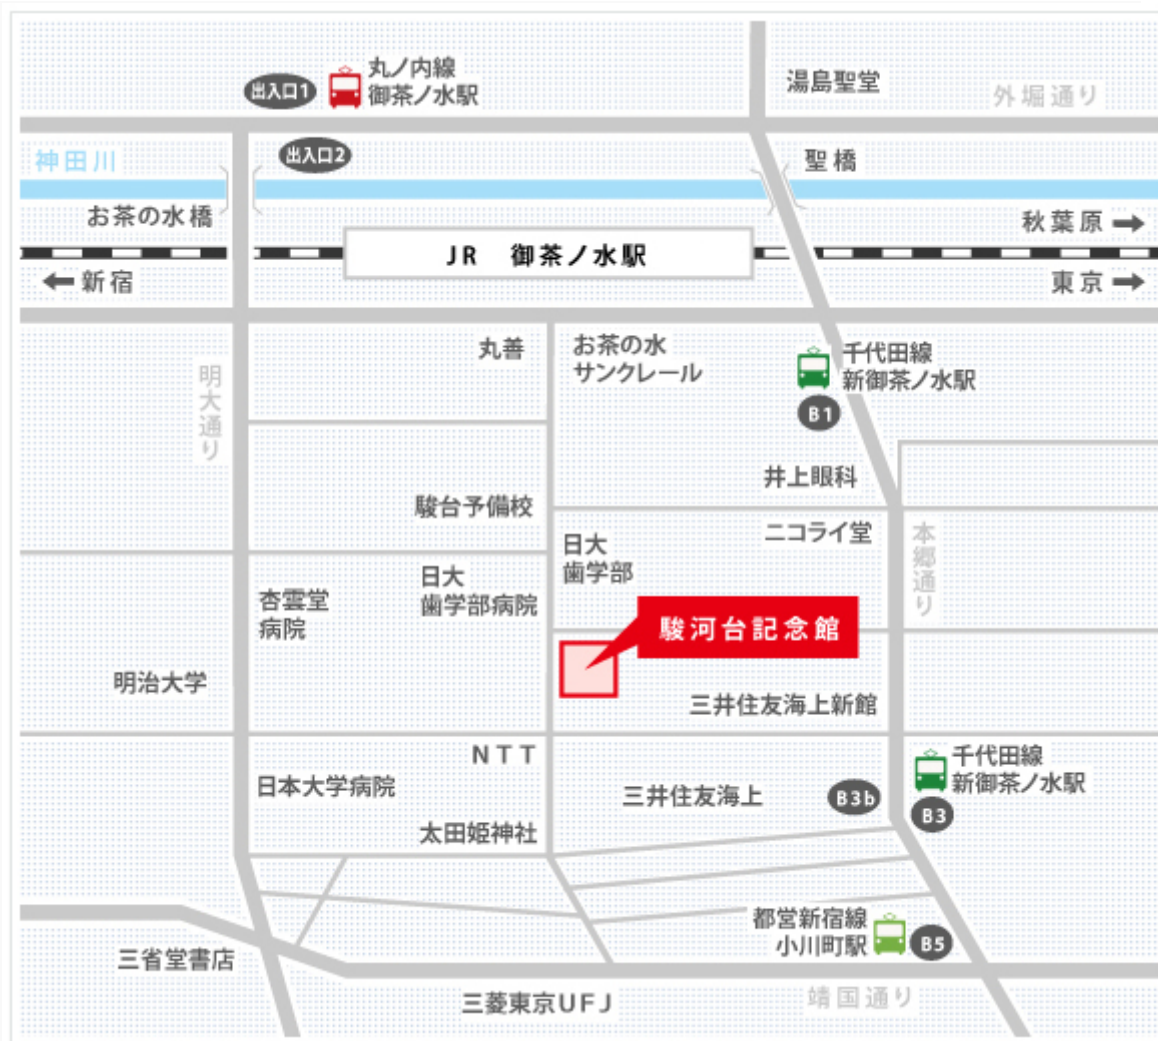 丸ノ内線
出入口1
御茶ノ水駅
湯島聖堂
外堀通り
神田川
出入口2
聖橋
お茶の水橋
秋葉原
JR 御茶ノ水駅
新宿
東京
丸善
お茶の水
サンクレール
千代田線
新御茶ノ水駅
B1
明大通り
井上眼科
駿台予備校
ニコライ堂
本郷通り
日大
歯学部
日大
歯学部病院
杏雲堂
病院
駿河台記念館
明治大学
三井住友海上新館
NTT
千代田線
新御茶ノ水駅
日本大学病院
三井住友海上
B3b
B3
太田姫神社
都営新宿線
小川町駅
B5
三省堂書店
三菱東京UFJ
靖国通り